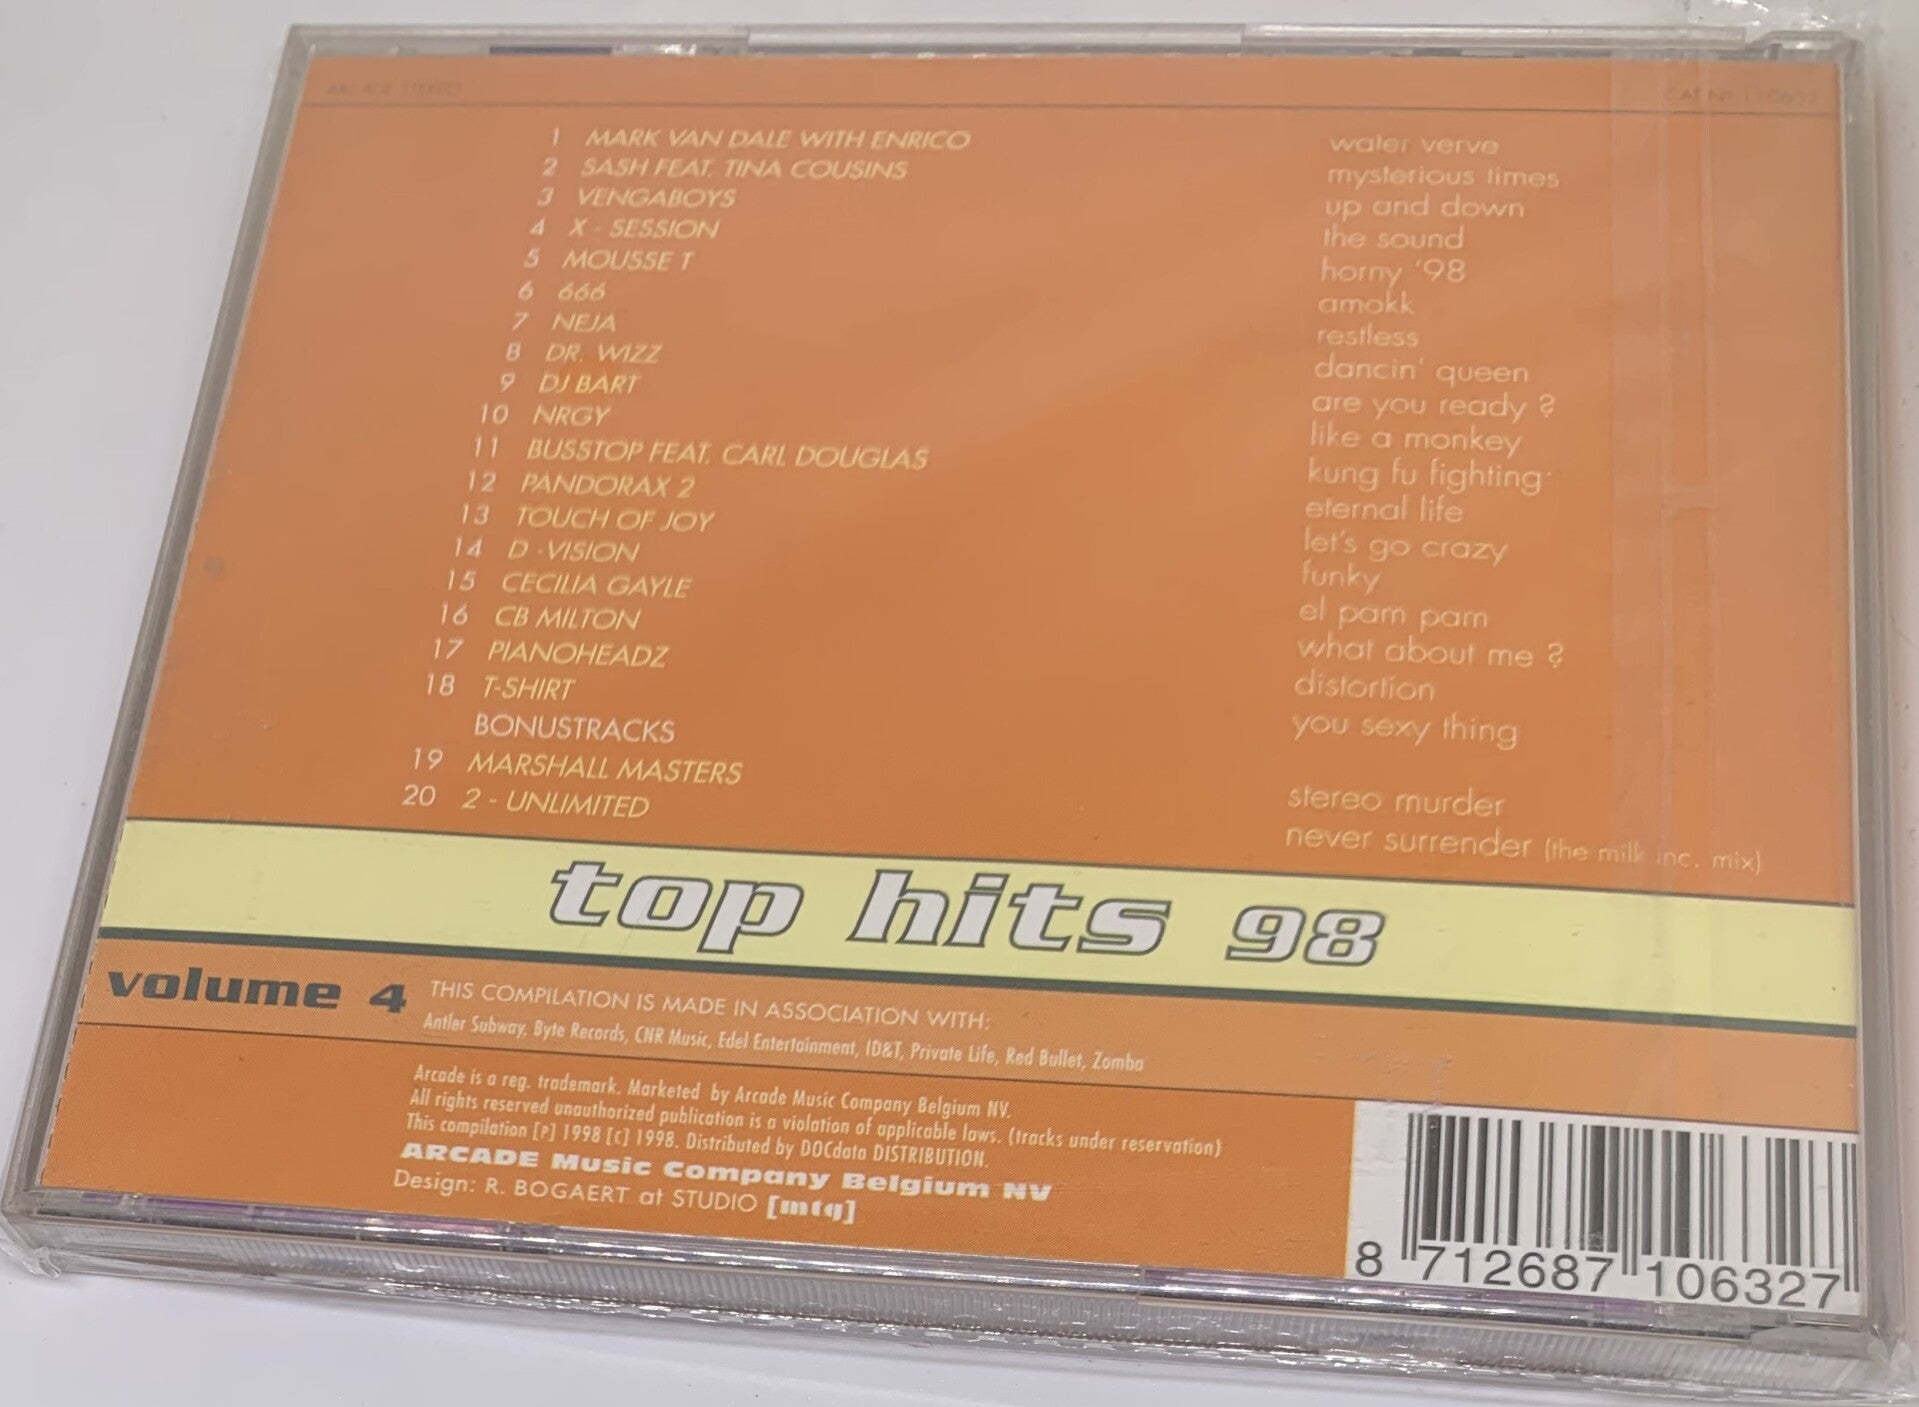 ARCADE STEREO CAT.NR. 1 10632
1 MARK VAN DALE WITH ENRICO water verve
2 SASH FEAT. TINA COUSINS mysterious times
3 VENGABOYS up and down
4 X - SESSION the sound
5 MOUSSE T horny '98
6 666 amokk
7 NEJA restless
8 DR. WIZZ dancin' queen
9 DJ BART are you ready ?
10 NRGY like a monkey
11 BUSSTOP FEAT. CARL DOUGLAS kung fu fighting
12 PANDORAX 2 eternal life
13 TOUCH OF JOY let's go crazy
14 D -VISION funky
15 CECILIA GAYLE el pam pam
16 CB MILTON what about me ?
17 PIANOHEADZ distortion
18 T-SHIRT you sexy thing
BONUSTRACKS
19 MARSHALL MASTERS stereo murder
20 2 - UNLIMITED never surrender (the milk inc. mix)
top hits 98
volume 4
THIS COMPILATION IS MADE IN ASSOCIATION WITH:
Antler Subway, Byte Records, CNR Music, Edel Entertainment, ID&T, Private Life, Red Bullet, Zomba
Arcade is a reg. trademark. Marketed by Arcade Music Company Belgium NV.
All rights reserved unauthorized publication is a violation of applicable laws. (tracks under reservation)
This compilation [P] 1998 [C] 1998. Distributed by DOCdata DISTRIBUTION.
ARCADE Music Company Belgium NV
Design: R. BOGAERT at STUDIO [mfg]
8 712687 106327